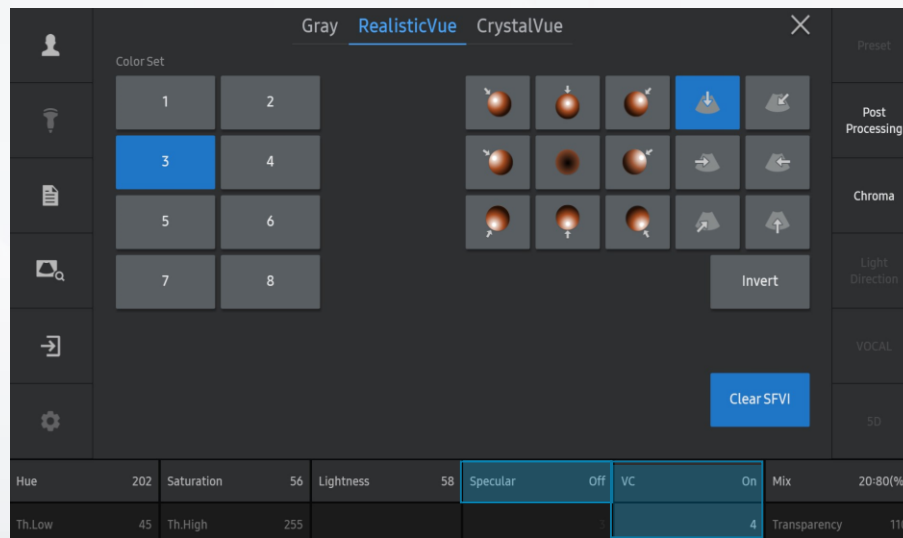 Gray RealisticVue CrystalVue
Preset
Color Set
1 2
Post
Processing
3 4
Chroma
5 6
7 8
Invert
Light
Direction
VOCAL
Clear SFVI
5D
Hue 202 Saturation 56 Lightness 58 Specular Off VC On Mix 20:80(%
Th.Low 45 Th.High 255 3 4 Transparency 110